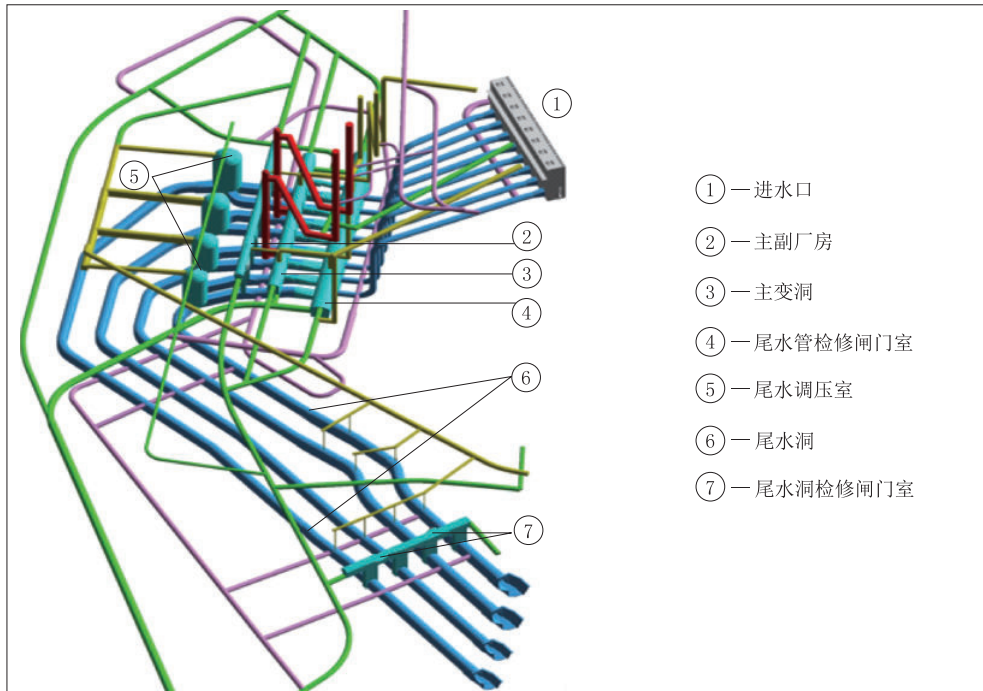 ①
⑤
②
③
④
⑥
⑦
①—进水口
②—主副厂房
③—主变洞
④—尾水管检修闸门室
⑤—尾水调压室
⑥—尾水洞
⑦—尾水洞检修闸门室